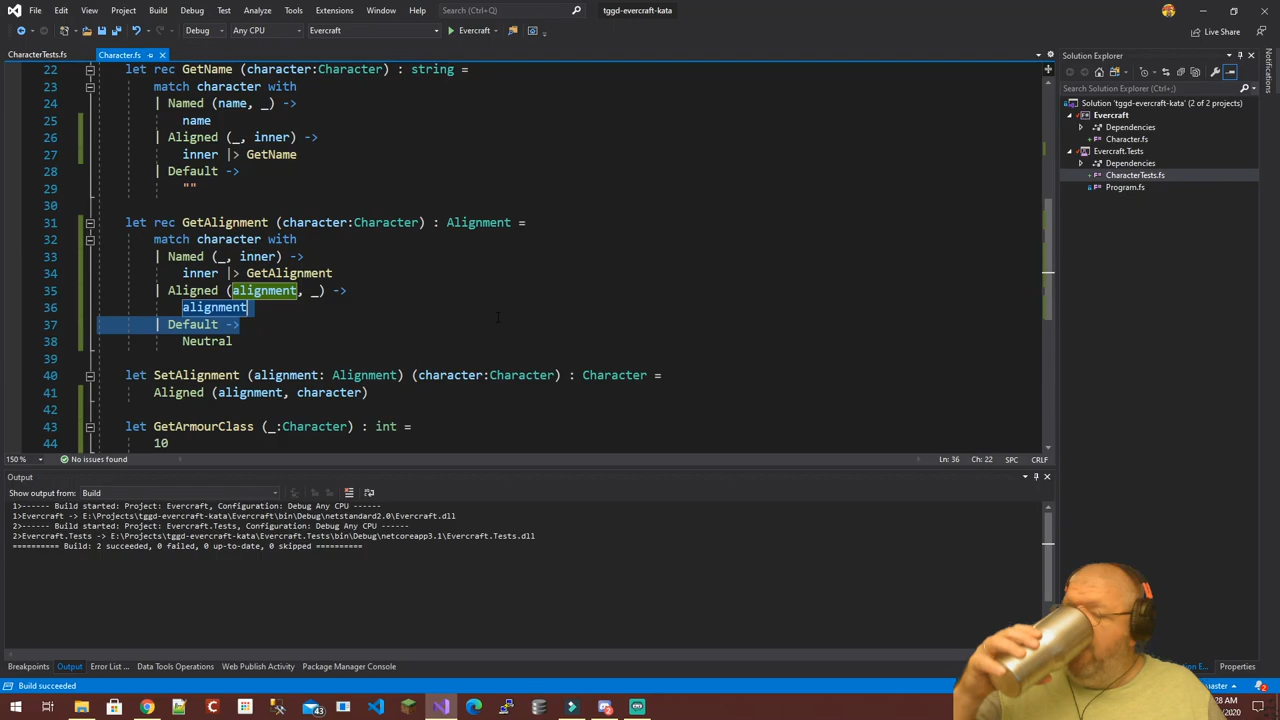 File Edit View Git Project Build Debug Test Analyze Tools Extensions Window Help Search (Ctrl+Q) tggd-evercraft-kata
Debug Any CPU Evercraft Evercraft Live Share
CharacterTests.fs Character.fs
22 let rec GetName (character:Character) : string =
23 match character with
24 | Named (name, _) ->
25 name
26 | Aligned (_, inner) ->
27 inner |> GetName
28 | Default ->
29 ""
30
31 let rec GetAlignment (character:Character) : Alignment =
32 match character with
33 | Named (_, inner) ->
34 inner |> GetAlignment
35 | Aligned (alignment, _) ->
36 alignment
37 | Default ->
38 Neutral
39
40 let SetAlignment (alignment: Alignment) (character:Character) : Character =
41 Aligned (alignment, character)
42
43 let GetArmourClass (_:Character) : int =
44 10
150 % No issues found Ln: 36 Ch: 22 SPC CRLF
Output
Show output from: Build
1>------ Build started: Project: Evercraft, Configuration: Debug Any CPU ------
1>Evercraft -> E:\Projects\tggd-evercraft-kata\Evercraft\bin\Debug\netstandard2.0\Evercraft.dll
2>------ Build started: Project: Evercraft.Tests, Configuration: Debug Any CPU ------
2>Evercraft.Tests -> E:\Projects\tggd-evercraft-kata\Evercraft.Tests\bin\Debug\netcoreapp3.1\Evercraft.Tests.dll
========== Build: 2 succeeded, 0 failed, 0 up-to-date, 0 skipped ==========
Breakpoints Output Error List ... Data Tools Operations Web Publish Activity Package Manager Console
Build succeeded
Solution Explorer
Search Solution Explorer (Ctrl+;)
Solution 'tggd-evercraft-kata' (2 of 2 projects)
Evercraft
Dependencies
Character.fs
Evercraft.Tests
Dependencies
CharacterTests.fs
Program.fs
Notifications
Properties
master
2
43
28 AM
/2020